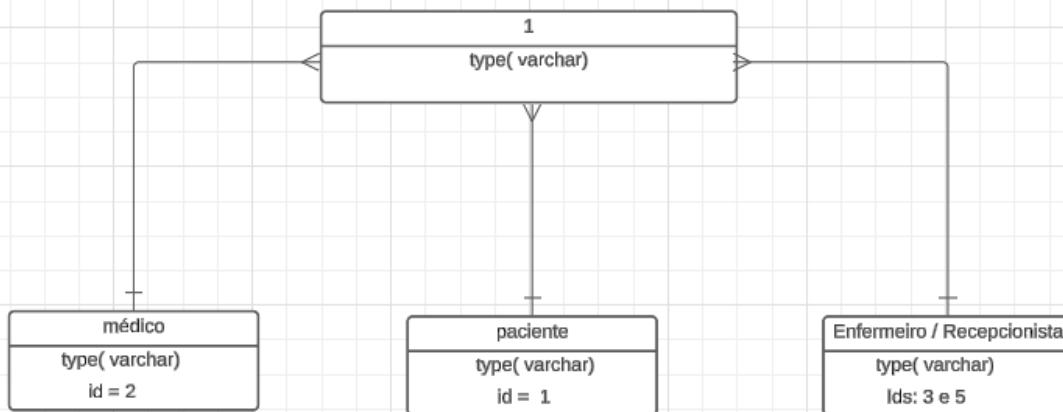 1
type( varchar)
médico
type( varchar)
id = 2
paciente
type( varchar)
id = 1
Enfermeiro / Recepcionista
type( varchar)
Ids: 3 e 5